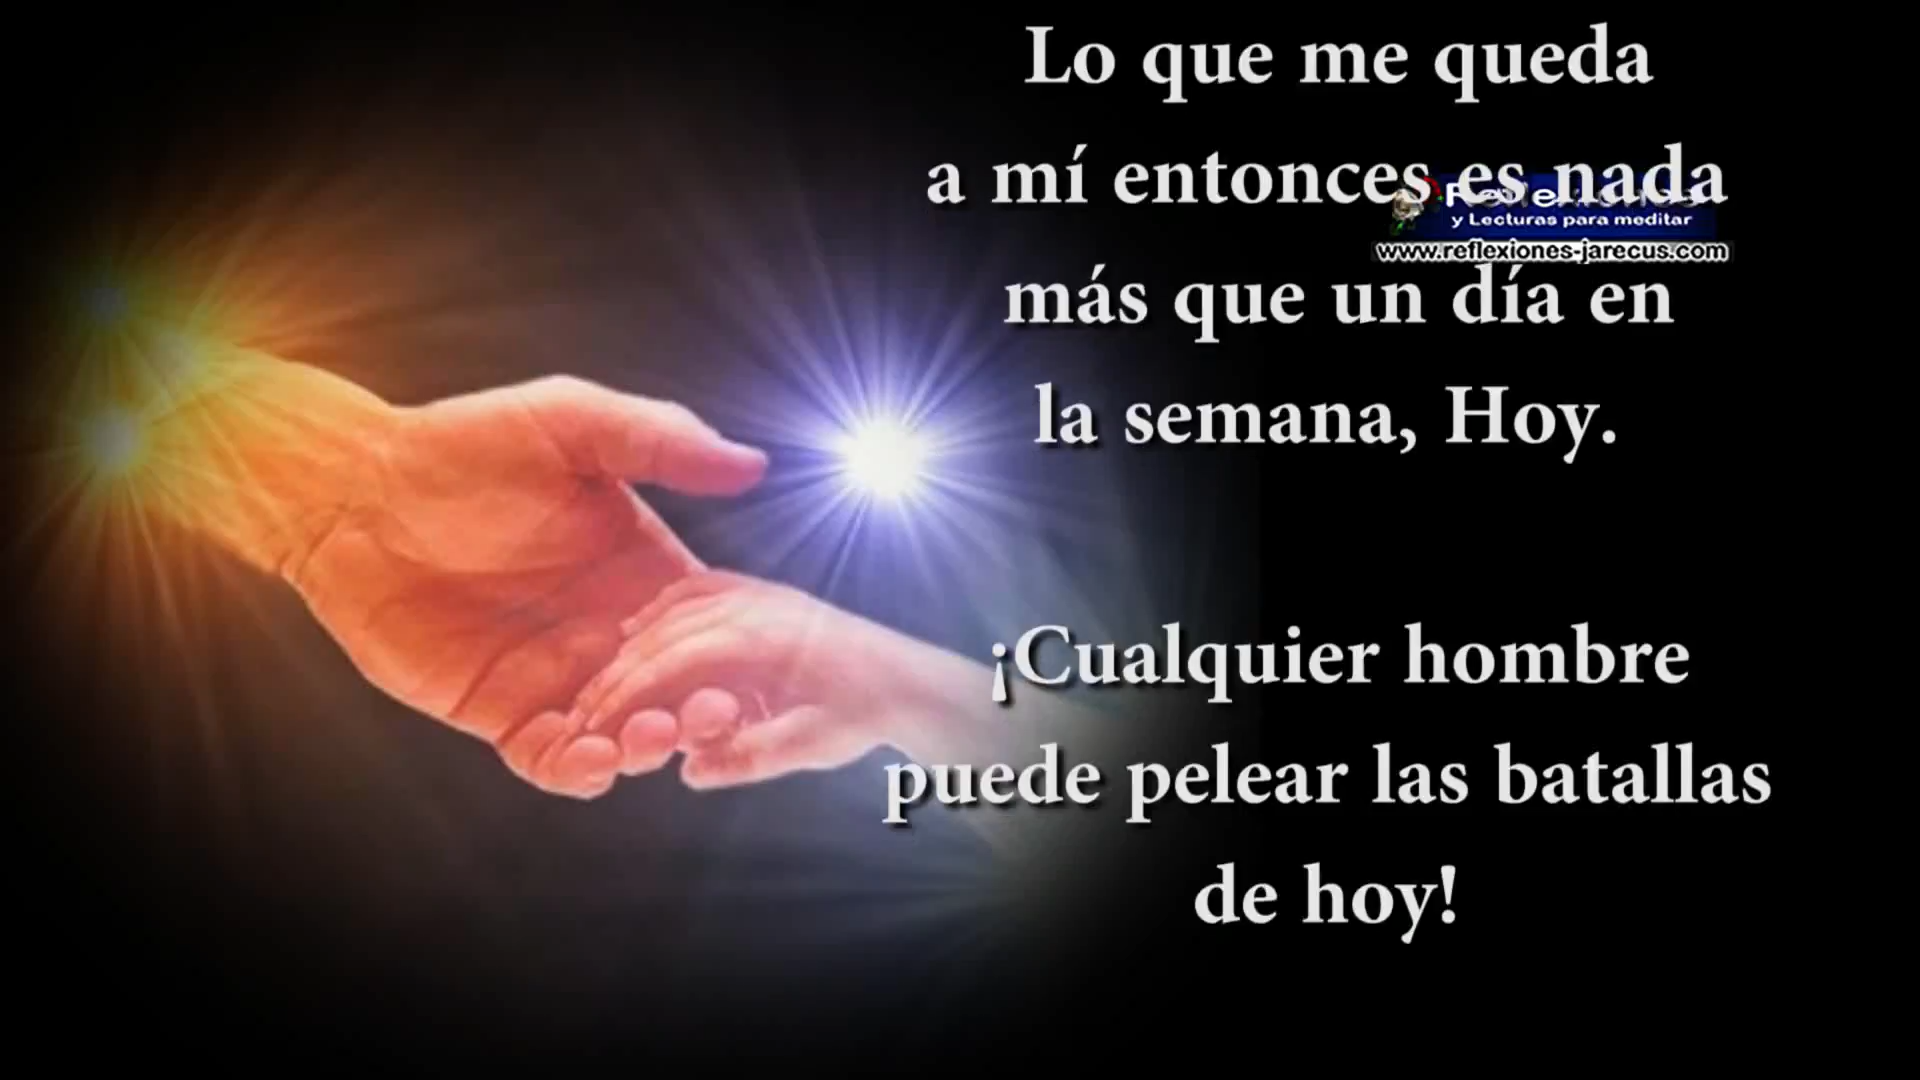 Lo que me queda
a mí entonces es nada
Reflexiones
y Lecturas para meditar
www.reflexiones-jarecus.com
más que un día en
la semana, Hoy.
¡Cualquier hombre
puede pelear las batallas
de hoy!